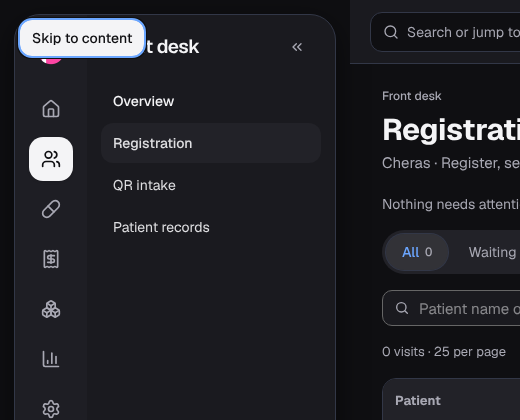 Skip to content
t desk
Search or jump to
Overview
Registration
QR intake
Patient records
Front desk
Registrati
Cheras · Register, se
Nothing needs attenti
All 0
Waiting
Patient name o
0 visits · 25 per page
Patient